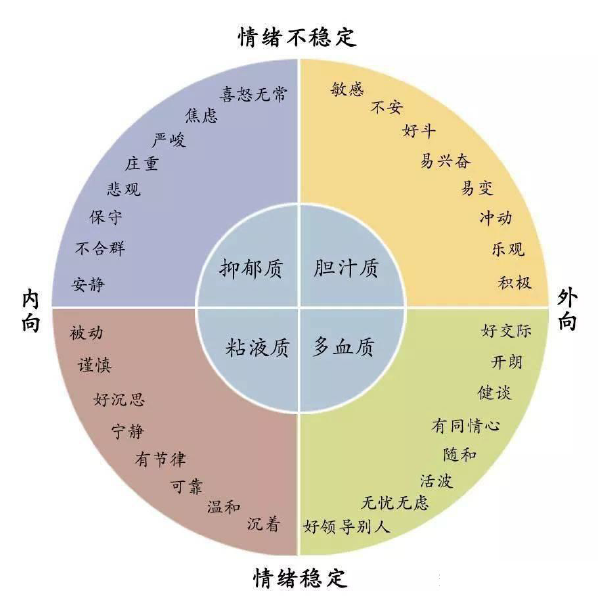 情绪不稳定
喜怒无常
焦虑
严峻
庄重
悲观
保守
不合群
安静
敏感
不安
好斗
易兴奋
易变
冲动
乐观
积极
抑郁质
胆汁质
内向
外向
粘液质
多血质
被动
谨慎
好沉思
宁静
有节律
可靠
温和
沉着
好交际
开朗
健谈
有同情心
随和
活波
无忧无虑
好领导别人
情绪稳定